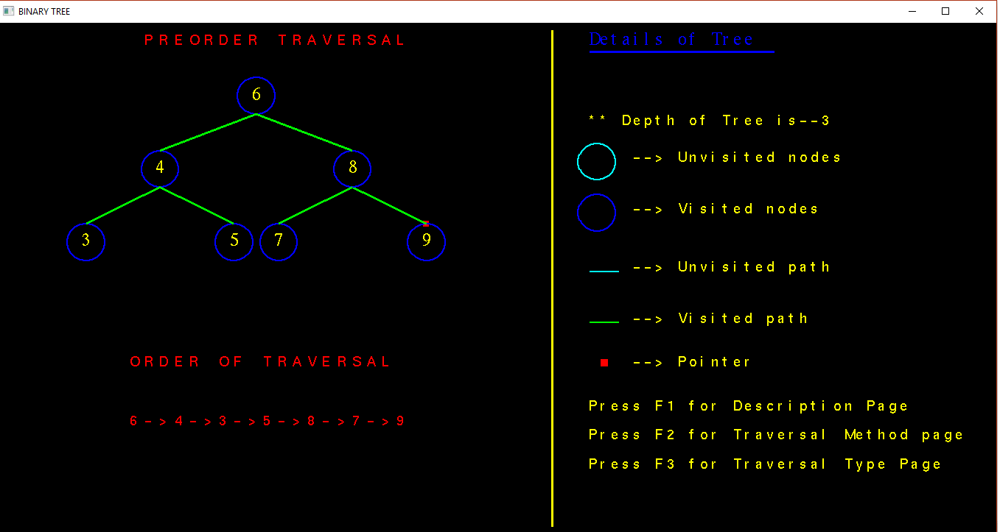 BINARY TREE
PREORDER TRAVERSAL
6
4
8
3
5
7
9
ORDER OF TRAVERSAL
6->4->3->5->8->7->9
Details of Tree
** Depth of Tree is--3
--> Unvisited nodes
--> Visited nodes
--> Unvisited path
--> Visited path
--> Pointer
Press F1 for Description Page
Press F2 for Traversal Method page
Press F3 for Traversal Type Page